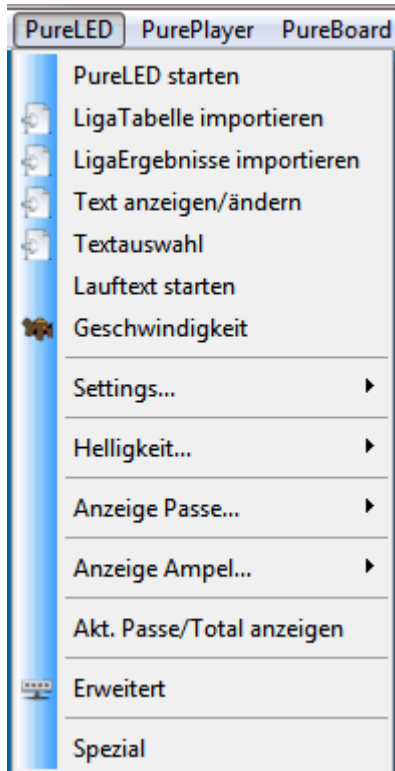 PureLED PurePlayer PureBoard
PureLED starten
LigaTabelle importieren
LigaErgebnisse importieren
Text anzeigen/ändern
Textauswahl
Lauftext starten
Geschwindigkeit
Settings...
Helligkeit...
Anzeige Passe...
Anzeige Ampel...
Akt. Passe/Total anzeigen
Erweitert
Spezial